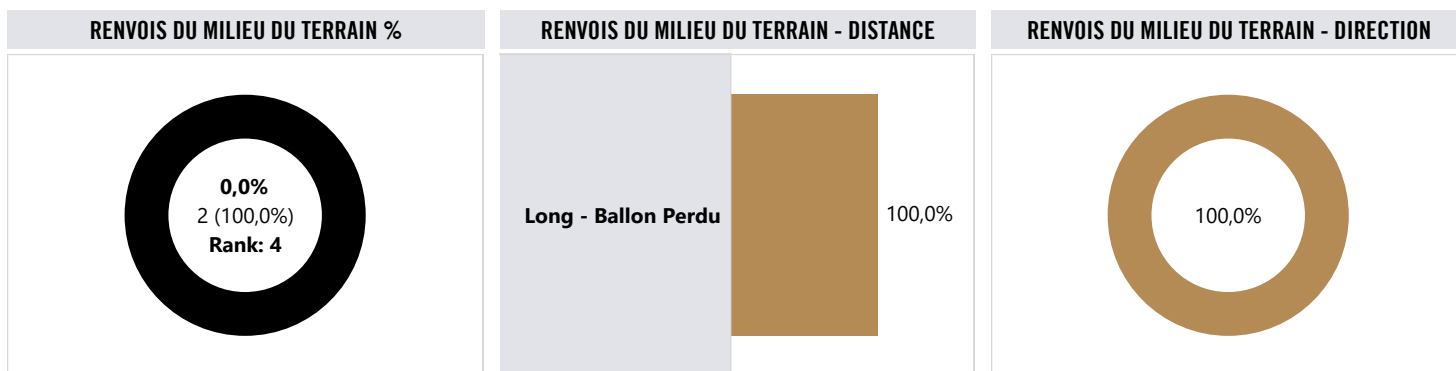 RENVOIS DU MILIEU DU TERRAIN %
0,0%
2 (100,0%)
Rank: 4
RENVOIS DU MILIEU DU TERRAIN - DISTANCE
Long - Ballon Perdu
100,0%
RENVOIS DU MILIEU DU TERRAIN - DIRECTION
100,0%